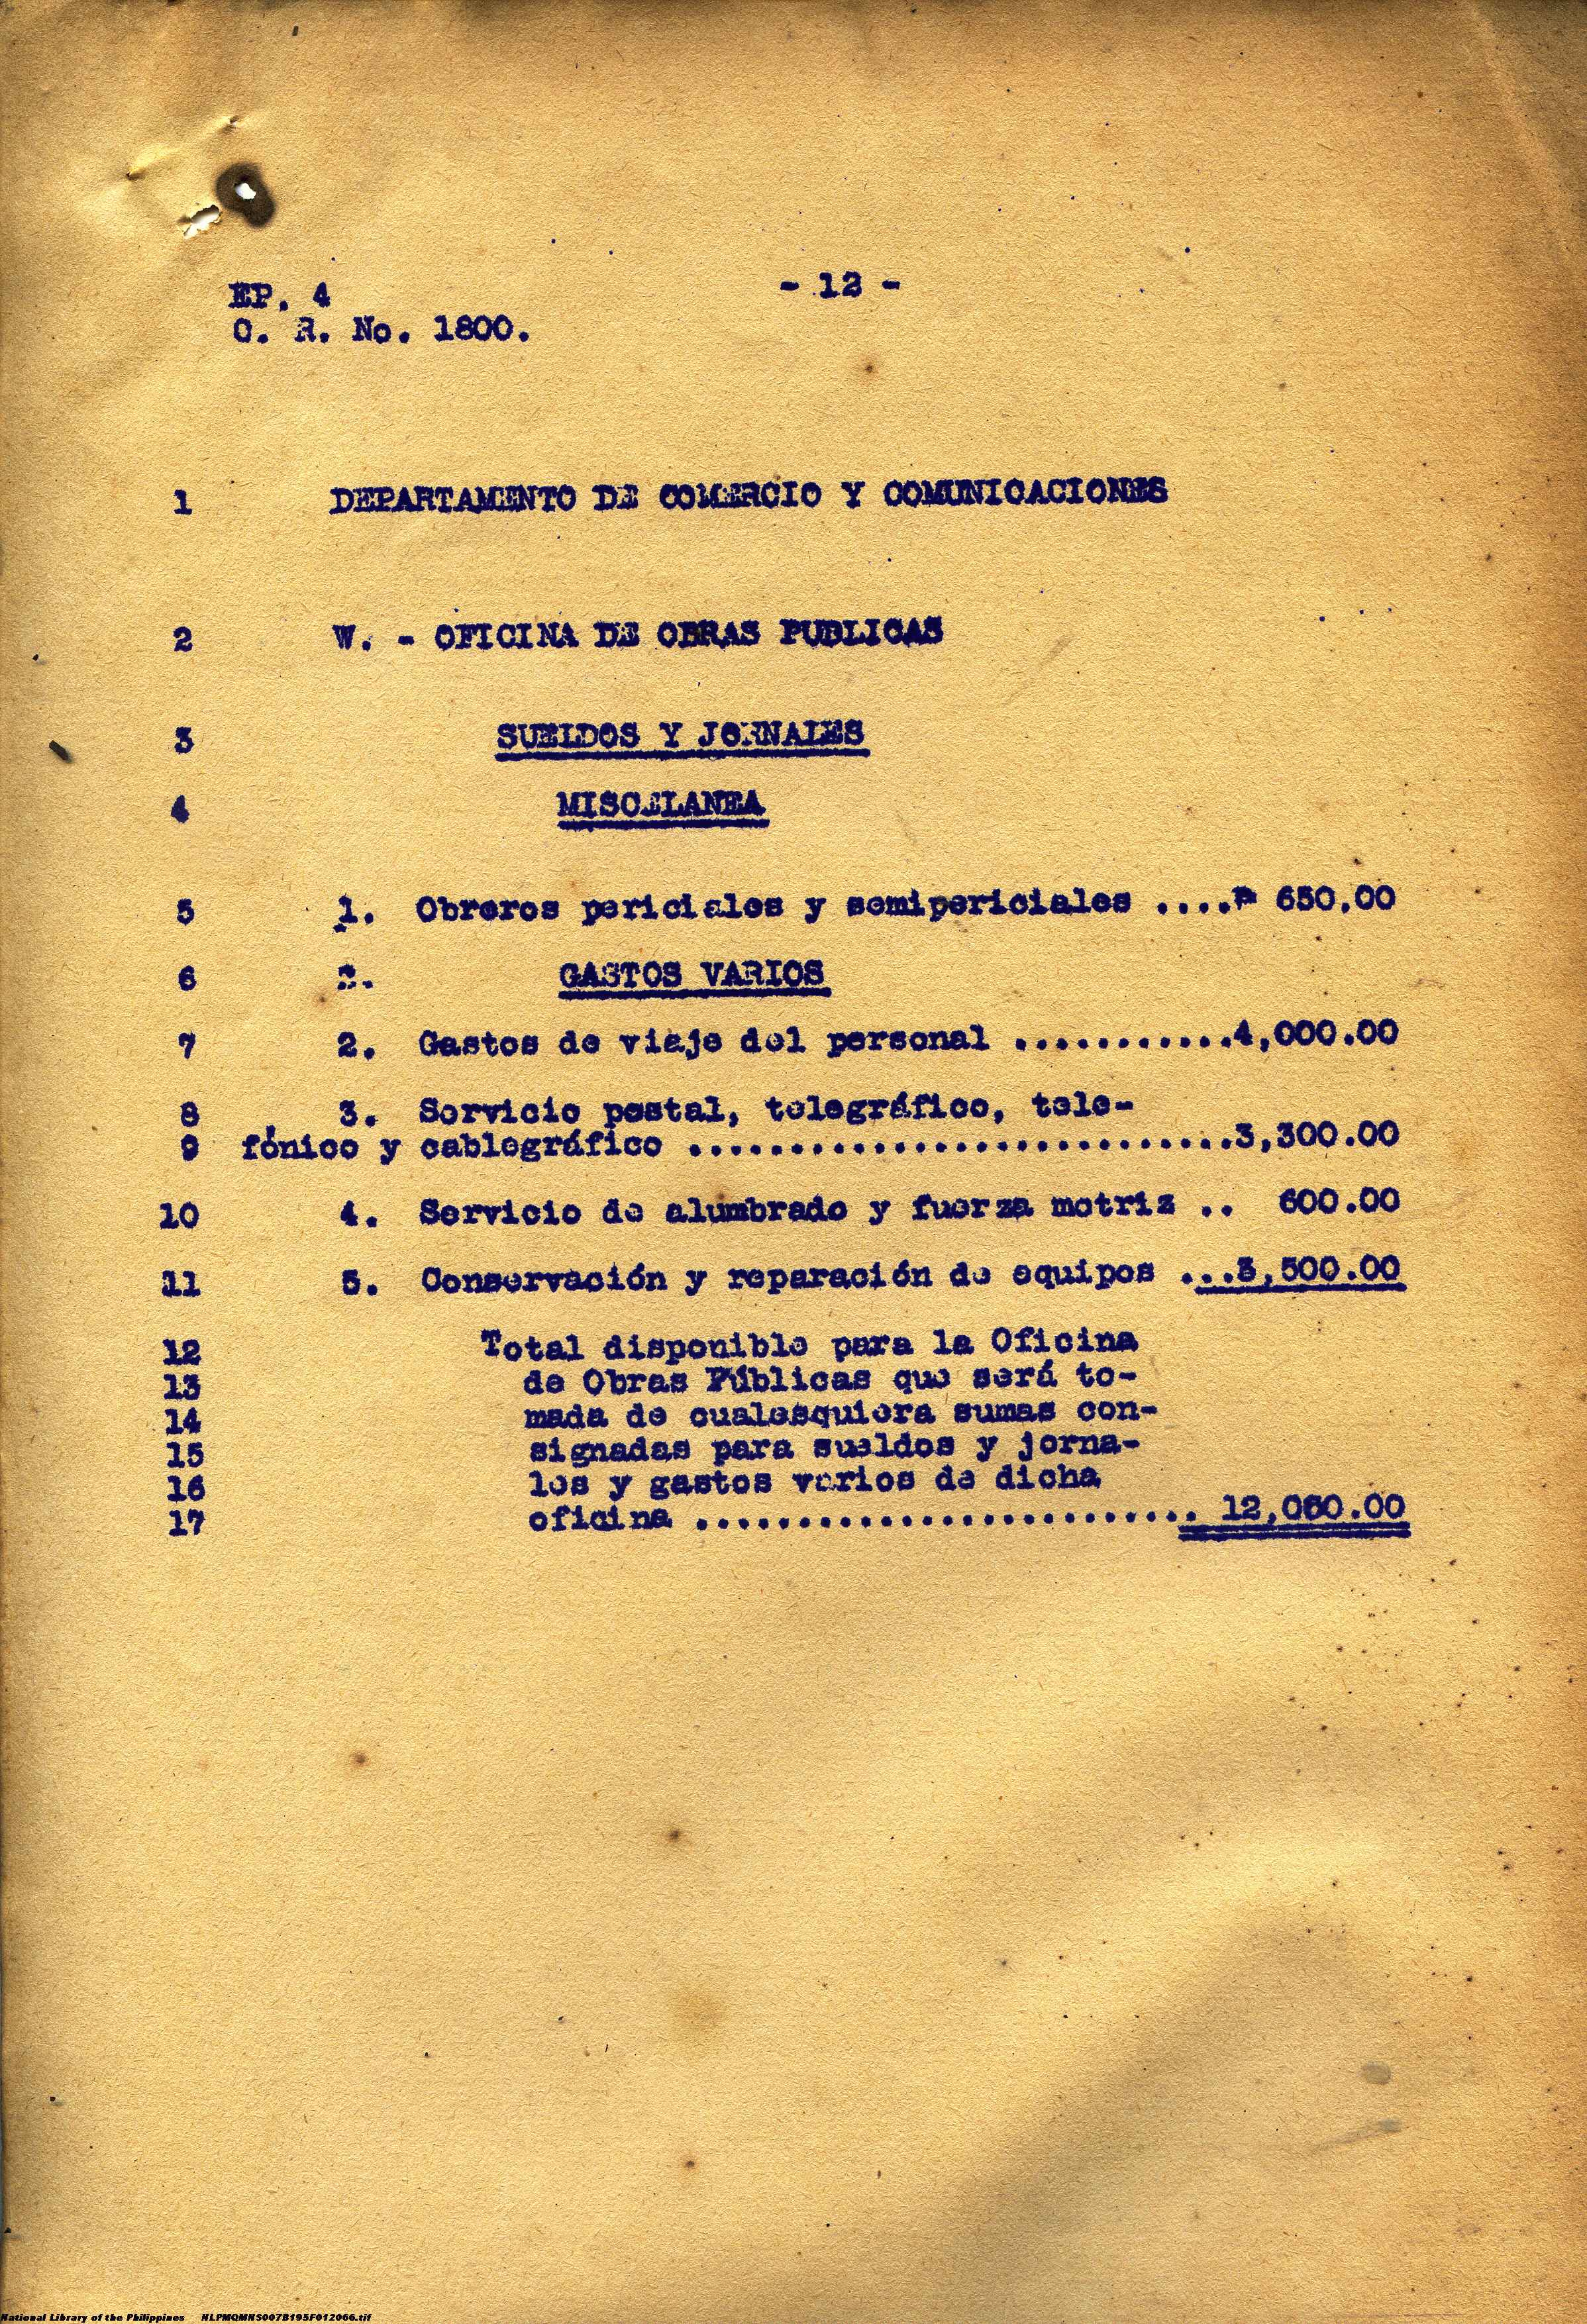 EP. 4
- 12 -
C. R. No. 1800.
1 DEPARTAMENTO DE COMERCIO Y COMUNICACIONES
2 W. - OFICINA DE OBRAS PUBLICAS
3 SUELDOS Y JORNALES
4 MISCELANEA
5 1. Obreros periciales y semipericiales ....₱ 650.00
6 2. GASTOS VARIOS
7 2. Gastos de viaje del personal ...........4,000.00
8 3. Servicio postal, telegráfico, tele-
9 fónico y cablegráfico ...........................3,300.00
10 4. Servicio de alumbrado y fuerza motriz .. 600.00
11 5. Conservación y reparación de equipos ...3,500.00
12 Total disponible para la Oficina
13 de Obras Públicas que será to-
14 mada de cualesquiera sumas con-
15 signadas para sueldos y jorna-
16 les y gastos varios de dicha
17 oficina ......................... 12,050.00
National Library of the Philippines NLPMQMNS007B195F012066.tif